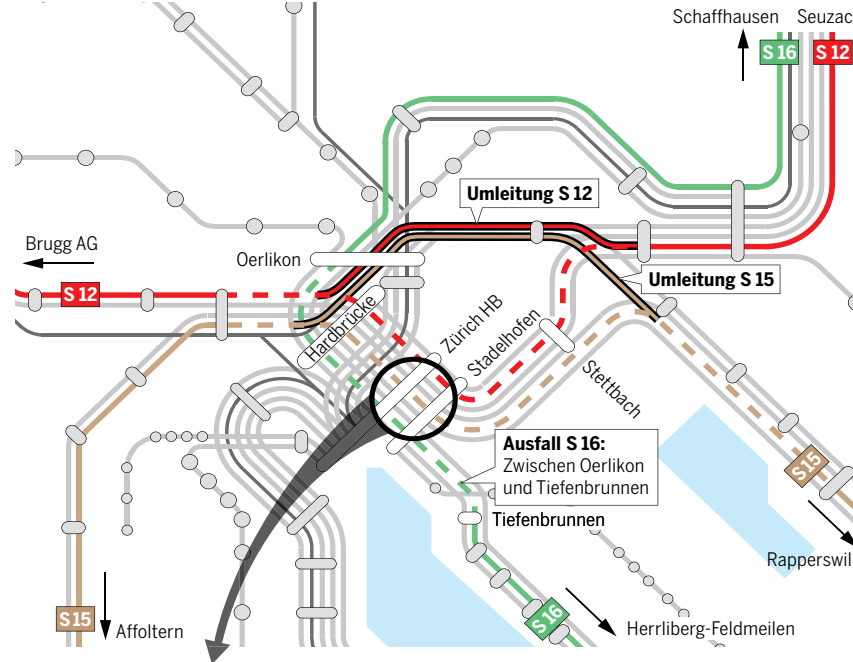 Schaffhausen
Seuzac
S 16
S 12
Umleitung S 12
Brugg AG
Oerlikon
S 12
Umleitung S 15
Hardbrücke
Zürich HB
Stadelhofen
Stettbach
Ausfall S 16:
Zwischen Oerlikon
und Tiefenbrunnen
S 15
Tiefenbrunnen
Rapperswil
S 15
Affoltern
S 16
Herrliberg-Feldmeilen